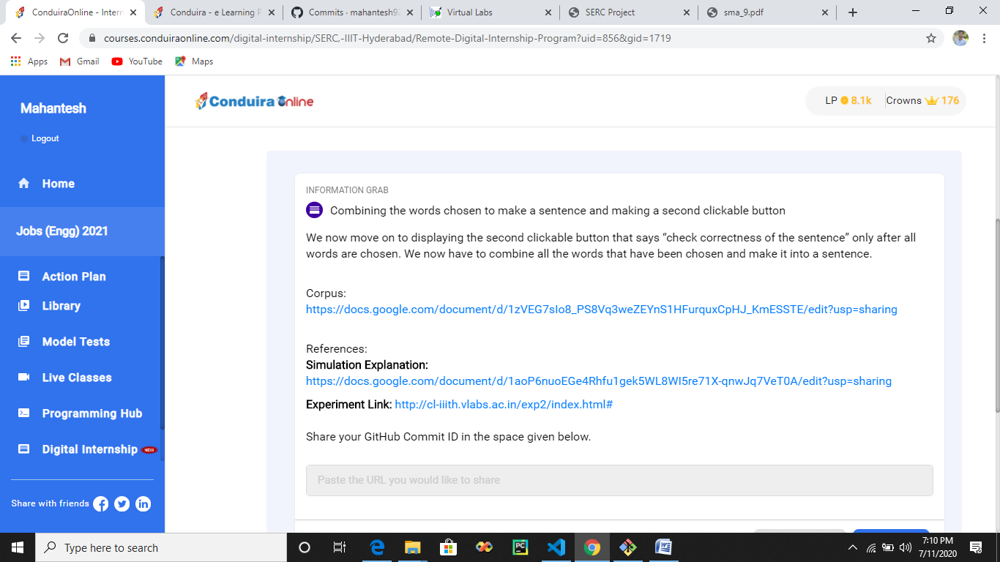 ConduiraOnline - Intern
Conduira - e Learning P
Commits · mahantesh92
Virtual Labs
SERC Project
sma_9.pdf
courses.conduiraonline.com/digital-internship/SERC,-IIIT-Hyderabad/Remote-Digital-Internship-Program?uid=856&gid=1719
Apps
Gmail
YouTube
Maps
Mahantesh
Logout
Home
Jobs (Engg) 2021
Action Plan
Library
Model Tests
Live Classes
Programming Hub
Digital Internship NEW
Share with friends
Conduira Online
LP 8.1k Crowns 176
INFORMATION GRAB
Combining the words chosen to make a sentence and making a second clickable button
We now move on to displaying the second clickable button that says “check correctness of the sentence” only after all
words are chosen. We now have to combine all the words that have been chosen and make it into a sentence.
Corpus:
https://docs.google.com/document/d/1zVEG7sIo8_PS8Vq3weZEYnS1HFurquxCpHJ_KmESSTE/edit?usp=sharing
References:
Simulation Explanation:
https://docs.google.com/document/d/1aoP6nuoEGe4Rhfu1gek5WL8WI5re71X-qnwJq7VeT0A/edit?usp=sharing
Experiment Link: http://cl-iiith.vlabs.ac.in/exp2/index.html#
Share your GitHub Commit ID in the space given below.
Paste the URL you would like to share
Type here to search
7:10 PM
7/11/2020